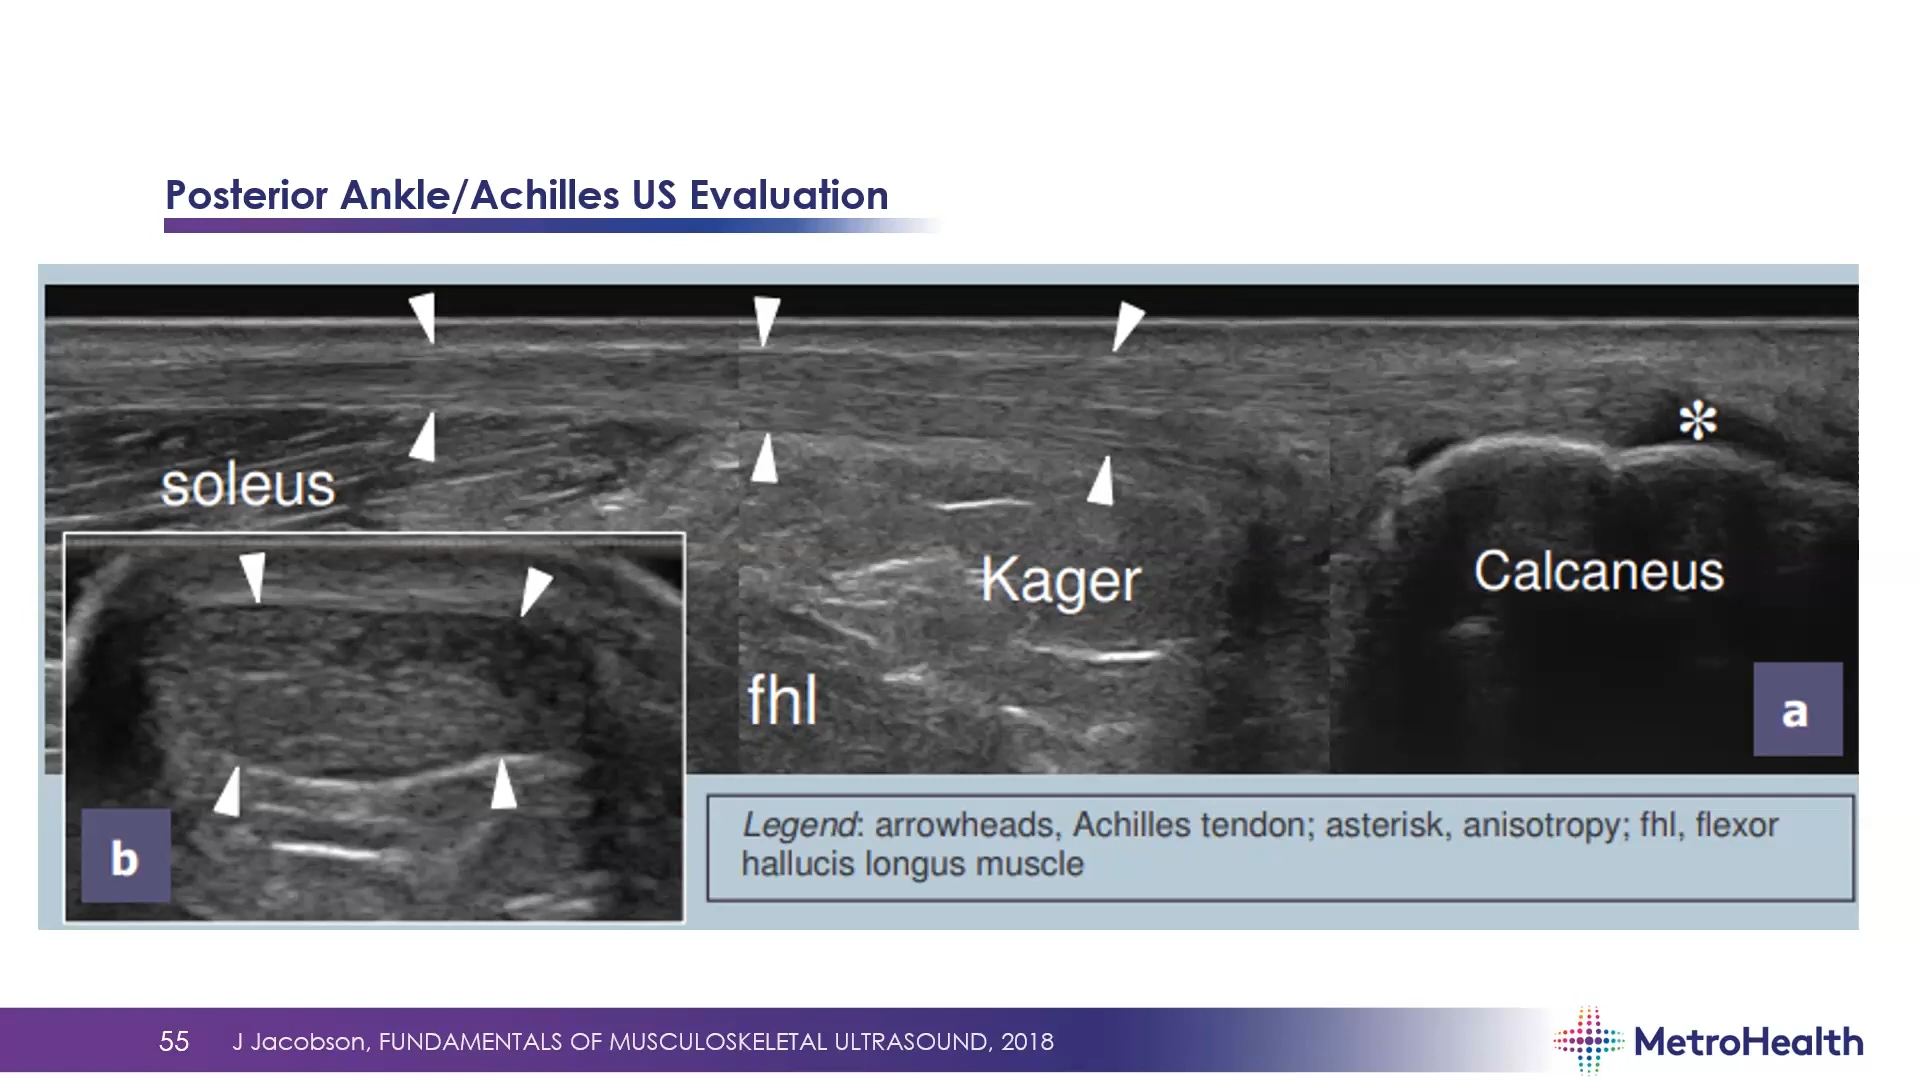 Posterior Ankle/Achilles US Evaluation
soleus
Kager
Calcaneus
*
fhl
a
b
Legend: arrowheads, Achilles tendon; asterisk, anisotropy; fhl, flexor
hallucis longus muscle
55 J Jacobson, FUNDAMENTALS OF MUSCULOSKELETAL ULTRASOUND, 2018
MetroHealth